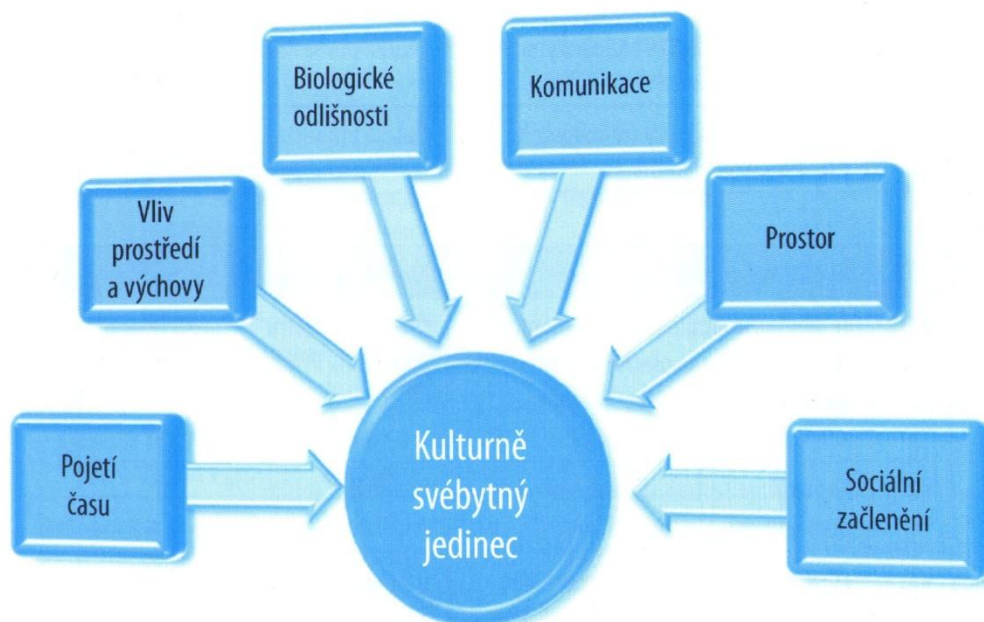 Biologické
odlišnosti
Komunikace
Vliv
prostředí
a výchovy
Prostor
Pojetí
času
Kulturně
svébytný
jedinec
Sociální
začlenění